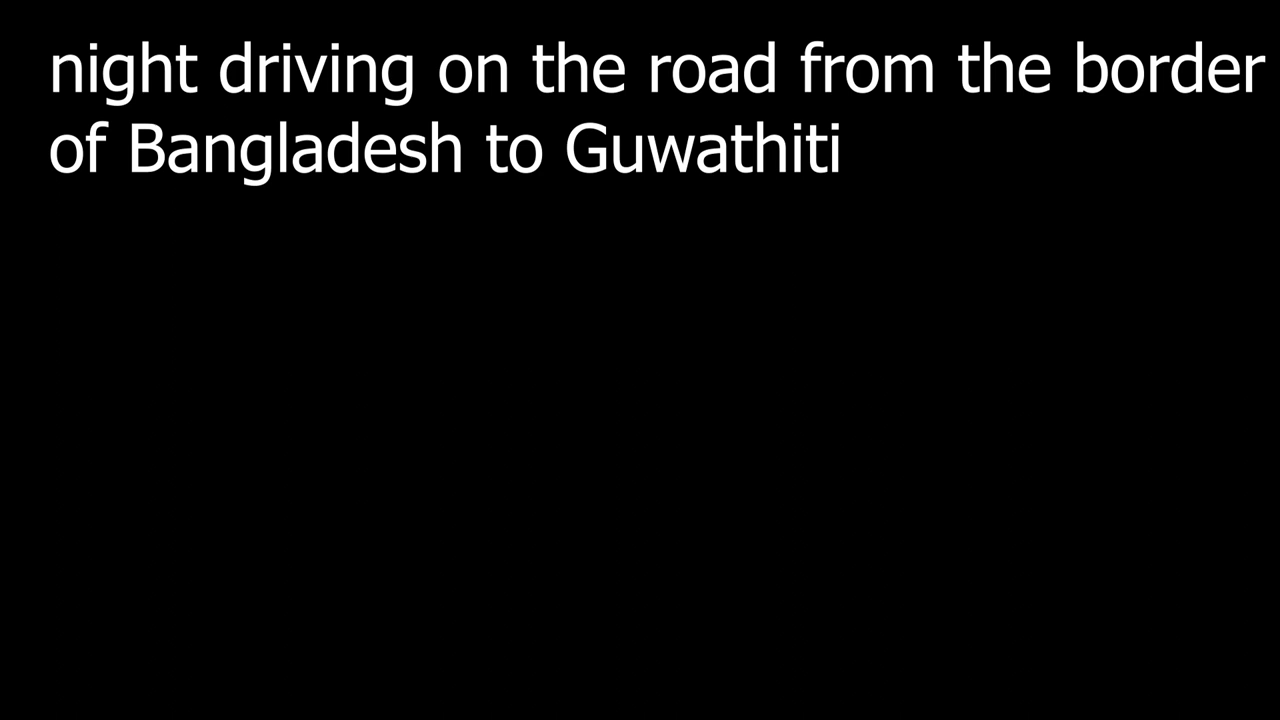 night driving on the road from the border
of Bangladesh to Guwathiti